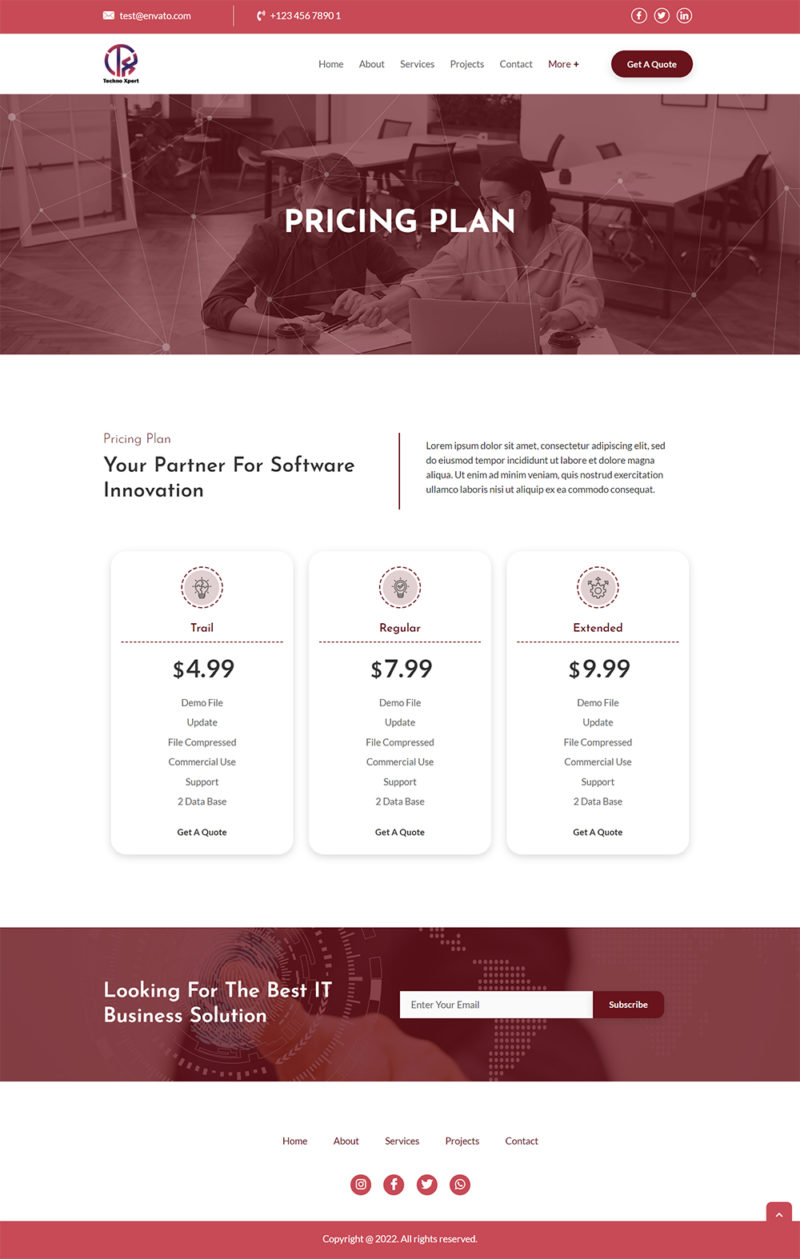 test@envato.com
+123 456 7890 1
Techno Xpert
Home
About
Services
Projects
Contact
More +
Get A Quote
PRICING PLAN
Pricing Plan
Your Partner For Software
Innovation
Lorem ipsum dolor sit amet, consectetur adipiscing elit, sed
do eiusmod tempor incididunt ut labore et dolore magna
aliqua. Ut enim ad minim veniam, quis nostrud exercitation
ullamco laboris nisi ut aliquip ex ea commodo consequat.
Trail
$4.99
Demo File
Update
File Compressed
Commercial Use
Support
2 Data Base
Get A Quote
Regular
$7.99
Demo File
Update
File Compressed
Commercial Use
Support
2 Data Base
Get A Quote
Extended
$9.99
Demo File
Update
File Compressed
Commercial Use
Support
2 Data Base
Get A Quote
Looking For The Best IT
Business Solution
Enter Your Email
Subscribe
Home
About
Services
Projects
Contact
Copyright @ 2022. All rights reserved.